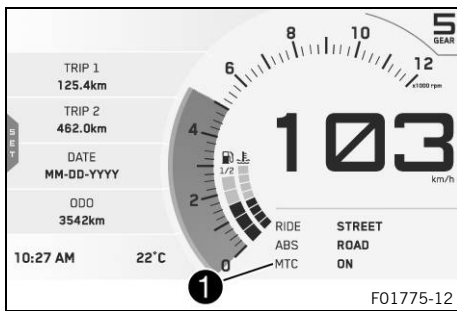 5
GEAR
TRIP 1
125.4km
TRIP 2
462.0km
DATE
MM-DD-YYYY
ODO
3542km
10:27 AM
22°C
SET
0
2
4
6
8
10
12
x1000 rpm
1/2
103
km/h
RIDE STREET
ABS ROAD
MTC ON
1
F01775-12